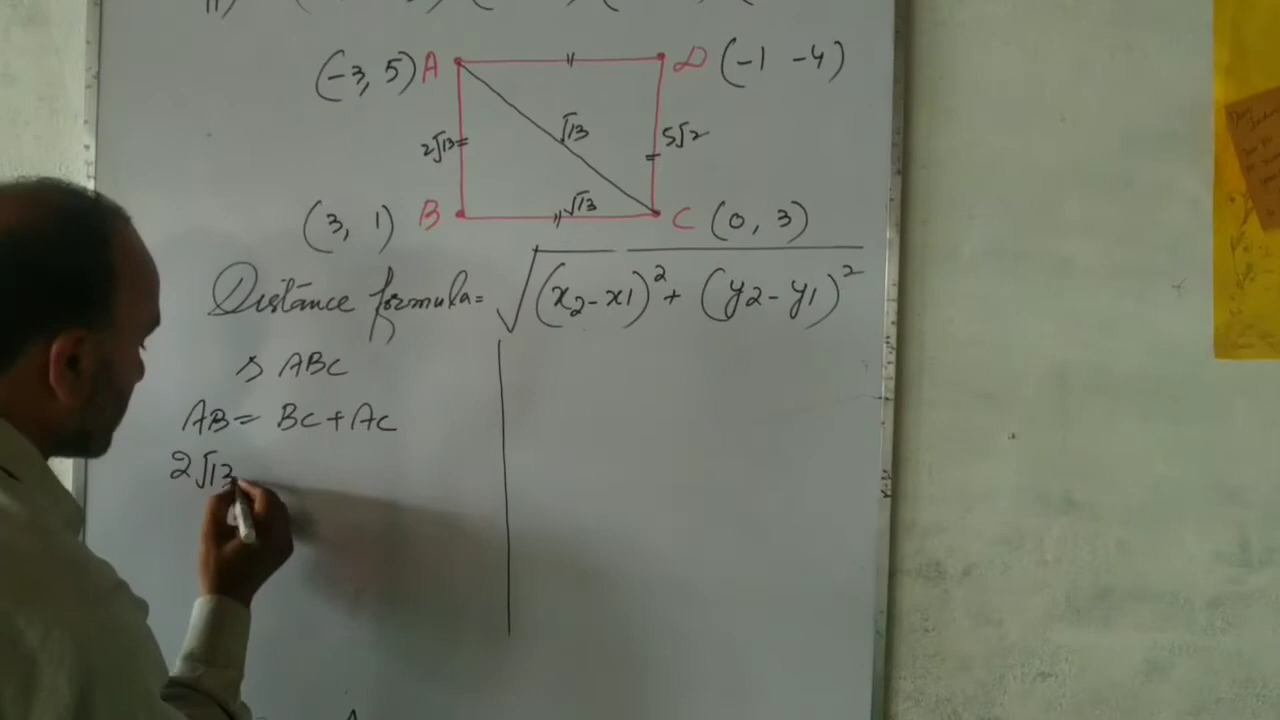 (-3, 5) A D (-1 -4)
2√13 √13 5√2
√13
(3, 1) B C (0, 3)
Distance formula = √(x2-x1)²+ (y2-y1)²
ABC
AB = BC + AC
2√13